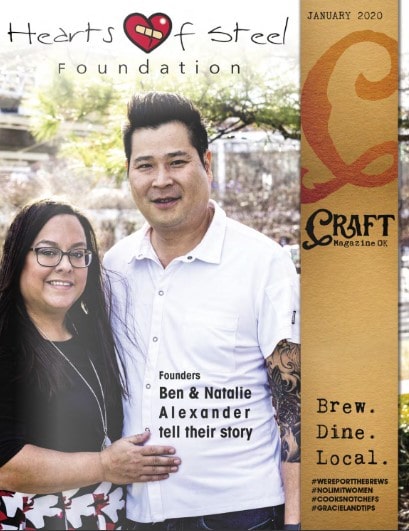 Hearts Of Steel
Foundation
JANUARY 2020
C
CRAFT
Magazine OK
Founders
Ben & Natalie
Alexander
tell their story
Brew.
Dine.
Local.
#WEREPORTTHEBREWS
#NOLIMITWOMEN
#COOKSNOTCHEFS
#GRACIELANDTIPS